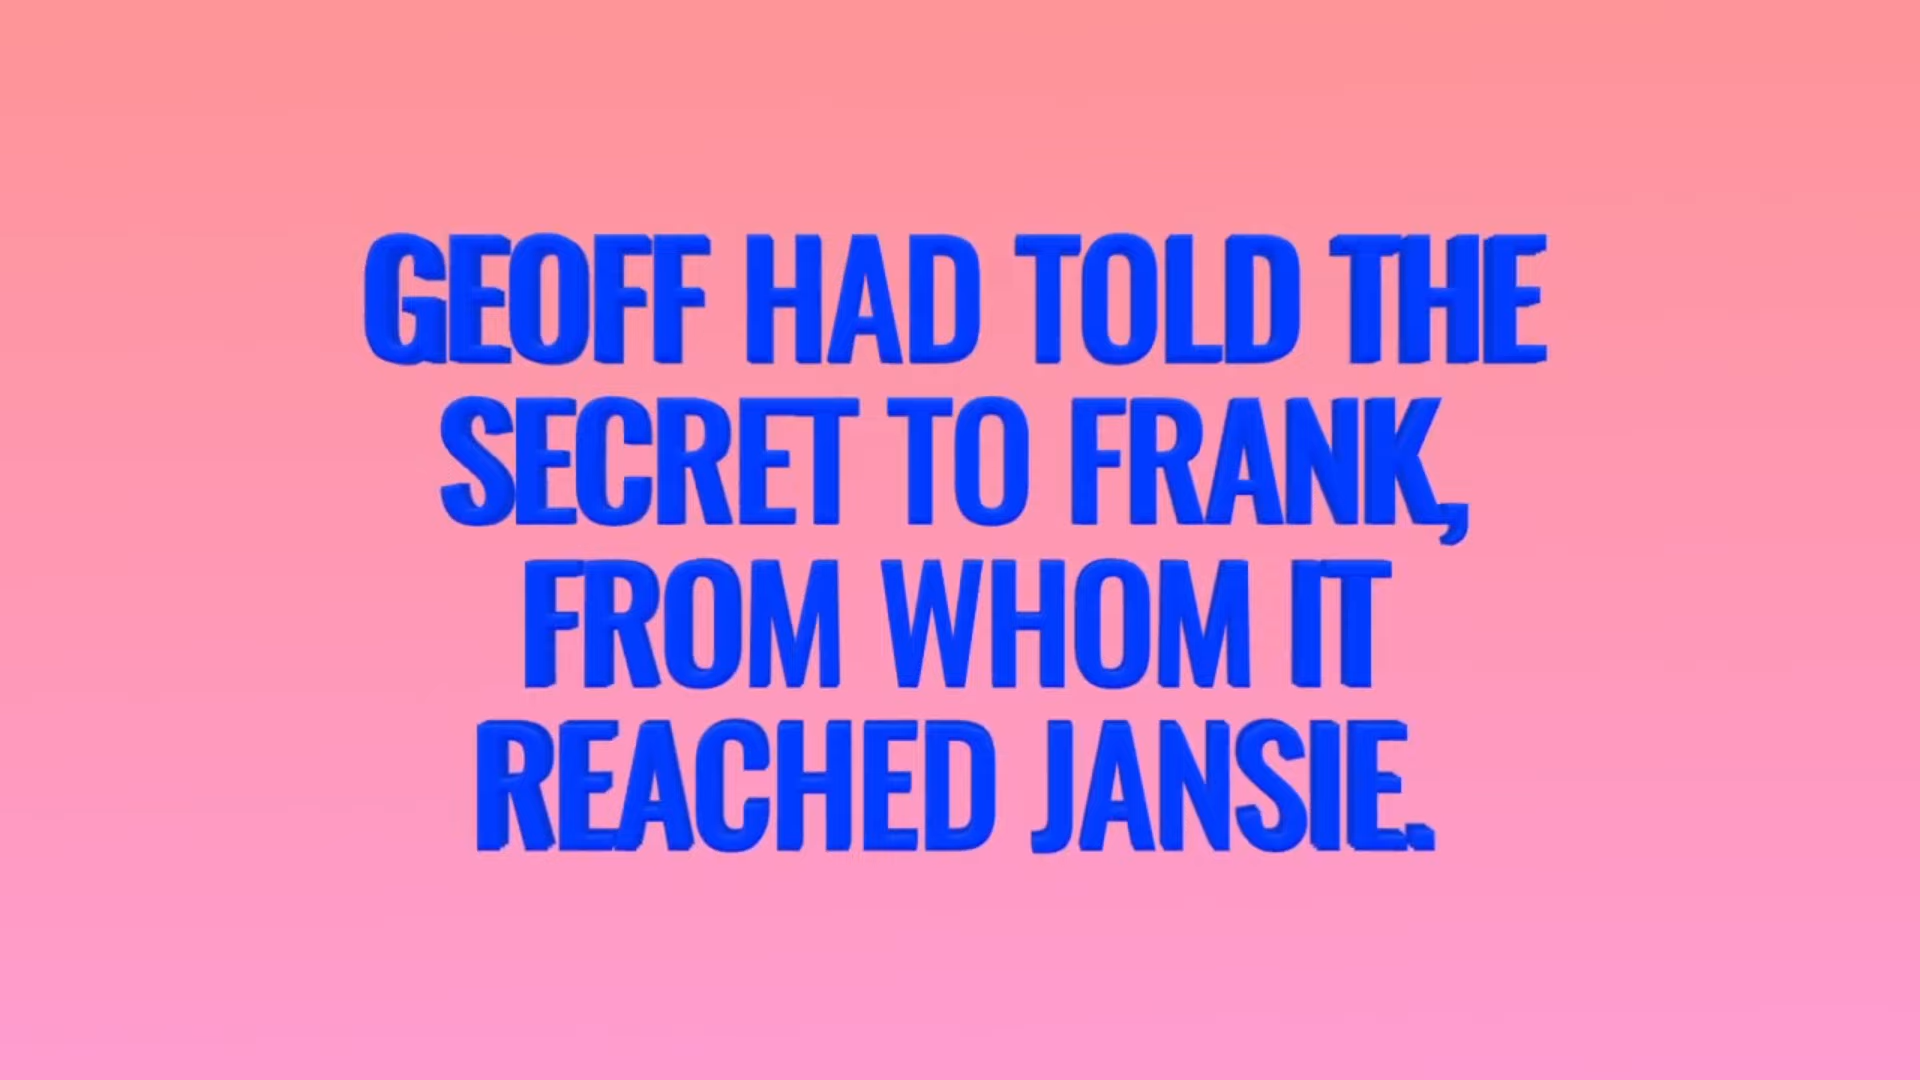 GEOFF HAD TOLD THE
SECRET TO FRANK,
FROM WHOM IT
REACHED JANSIE.